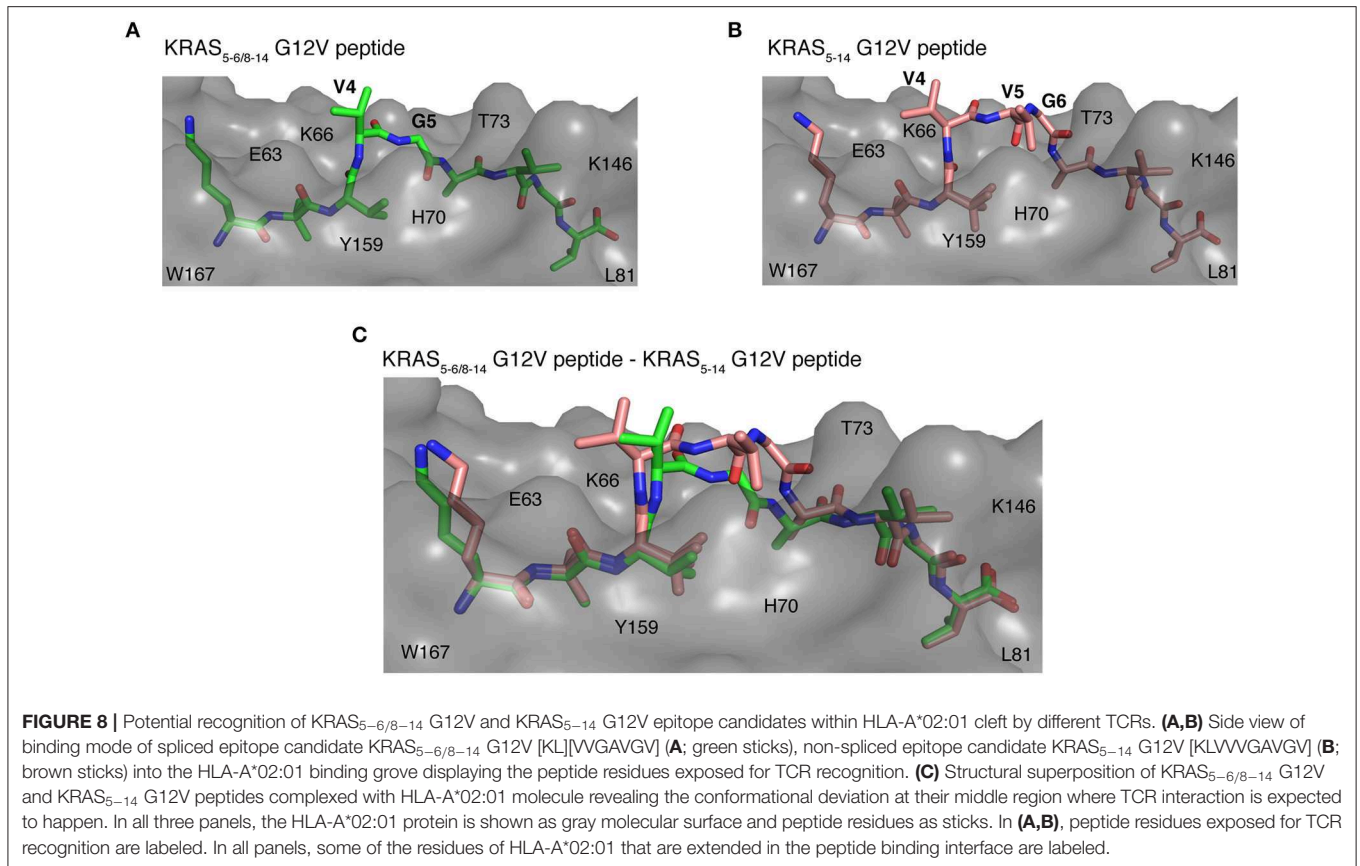 A
KRAS5-6/8-14 G12V peptide
V4
G5
K66
T73
E63
K146
H70
Y159
W167
L81
B
KRAS5-14 G12V peptide
V4
V5
G6
K66
T73
E63
K146
H70
Y159
W167
L81
C
KRAS5-6/8-14 G12V peptide - KRAS5-14 G12V peptide
T73
K66
K146
E63
H70
Y159
W167
L81
FIGURE 8 | Potential recognition of KRAS5–6/8–14 G12V and KRAS5–14 G12V epitope candidates within HLA-A*02:01 cleft by different TCRs. (A,B) Side view of
binding mode of spliced epitope candidate KRAS5–6/8–14 G12V [KL][VVGAVGV] (A; green sticks), non-spliced epitope candidate KRAS5–14 G12V [KLVVVGAVGV] (B;
brown sticks) into the HLA-A*02:01 binding grove displaying the peptide residues exposed for TCR recognition. (C) Structural superposition of KRAS5–6/8–14 G12V
and KRAS5–14 G12V peptides complexed with HLA-A*02:01 molecule revealing the conformational deviation at their middle region where TCR interaction is expected
to happen. In all three panels, the HLA-A*02:01 protein is shown as gray molecular surface and peptide residues as sticks. In (A,B), peptide residues exposed for TCR
recognition are labeled. In all panels, some of the residues of HLA-A*02:01 that are extended in the peptide binding interface are labeled.